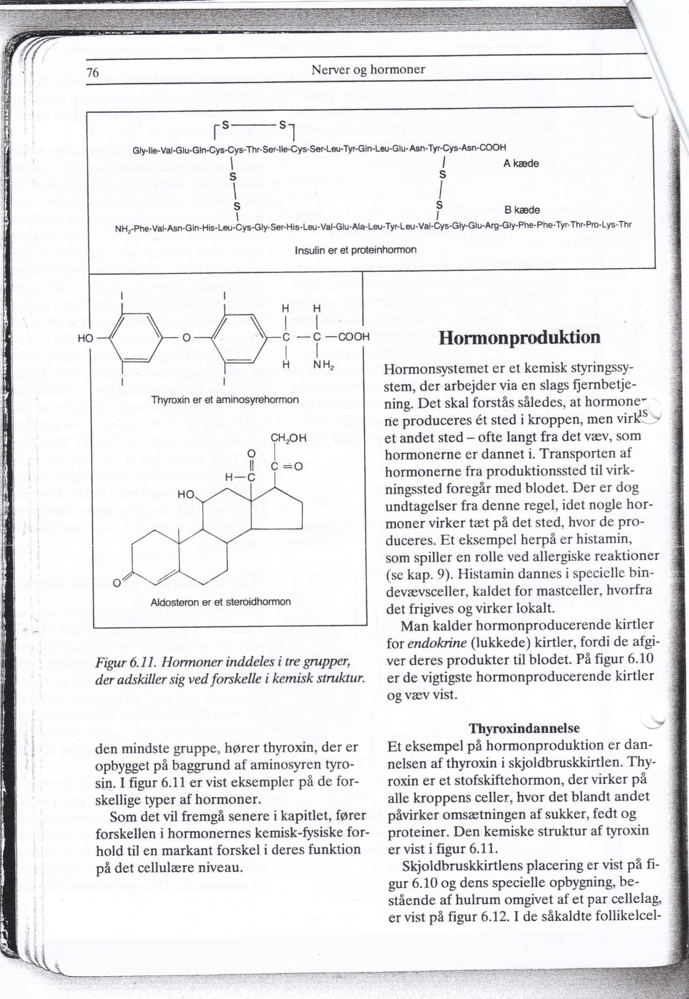 76
Nerver og hormoner
S S
Gly-Ile-Val-Glu-Gln-Cys-Cys-Thr-Ser-Ile-Cys-Ser-Leu-Tyr-Gln-Leu-Glu-Asn-Tyr-Cys-Asn-COOH
A kæde
S S
S S
B kæde
NH2-Phe-Val-Asn-Gln-His-Leu-Cys-Gly-Ser-His-Leu-Val-Glu-Ala-Leu-Tyr-Leu-Val-Cys-Gly-Glu-Arg-Gly-Phe-Phe-Tyr-Thr-Pro-Lys-Thr
Insulin er et proteinhormon
I I
H H
HO O C C COOH
H NH2
I I
Thyroxin er et aminosyrehormon
CH2OH
O
C=O
H-C
HO
O
Aldosteron er et steroidhormon
Figur 6.11. Hormoner inddeles i tre grupper,
der adskiller sig ved forskelle i kemisk struktur.
den mindste gruppe, hører thyroxin, der er
opbygget på baggrund af aminosyren tyro-
sin. I figur 6.11 er vist eksempler på de for-
skellige typer af hormoner.
Som det vil fremgå senere i kapitlet, fører
forskellen i hormonernes kemisk-fysiske for-
hold til en markant forskel i deres funktion
på det cellulære niveau.
Hormonproduktion
Hormonsystemet er et kemisk styringssy-
stem, der arbejder via en slags fjernbetje-
ning. Det skal forstås således, at hormone-
ne produceres ét sted i kroppen, men virk
et andet sted – ofte langt fra det væv, som
hormonerne er dannet i. Transporten af
hormonerne fra produktionssted til virk-
ningssted foregår med blodet. Der er dog
undtagelser fra denne regel, idet nogle hor-
moner virker tæt på det sted, hvor de pro-
duceres. Et eksempel herpå er histamin,
som spiller en rolle ved allergiske reaktioner
(se kap. 9). Histamin dannes i specielle bin-
devævsceller, kaldet for mastceller, hvorfra
det frigives og virker lokalt.
Man kalder hormonproducerende kirtler
for endokrine (lukkede) kirtler, fordi de afgi-
ver deres produkter til blodet. På figur 6.10
er de vigtigste hormonproducerende kirtler
og væv vist.
Thyroxindannelse
Et eksempel på hormonproduktion er dan-
nelsen af thyroxin i skjoldbruskkirtlen. Thy-
roxin er et stofskiftehormon, der virker på
alle kroppens celler, hvor det blandt andet
påvirker omsætningen af sukker, fedt og
proteiner. Den kemiske struktur af tyroxin
er vist i figur 6.11.
Skjoldbruskkirtlens placering er vist på fi-
gur 6.10 og dens specielle opbygning, be-
stående af hulrum omgivet af et par cellelag,
er vist på figur 6.12. I de såkaldte follikelcel-